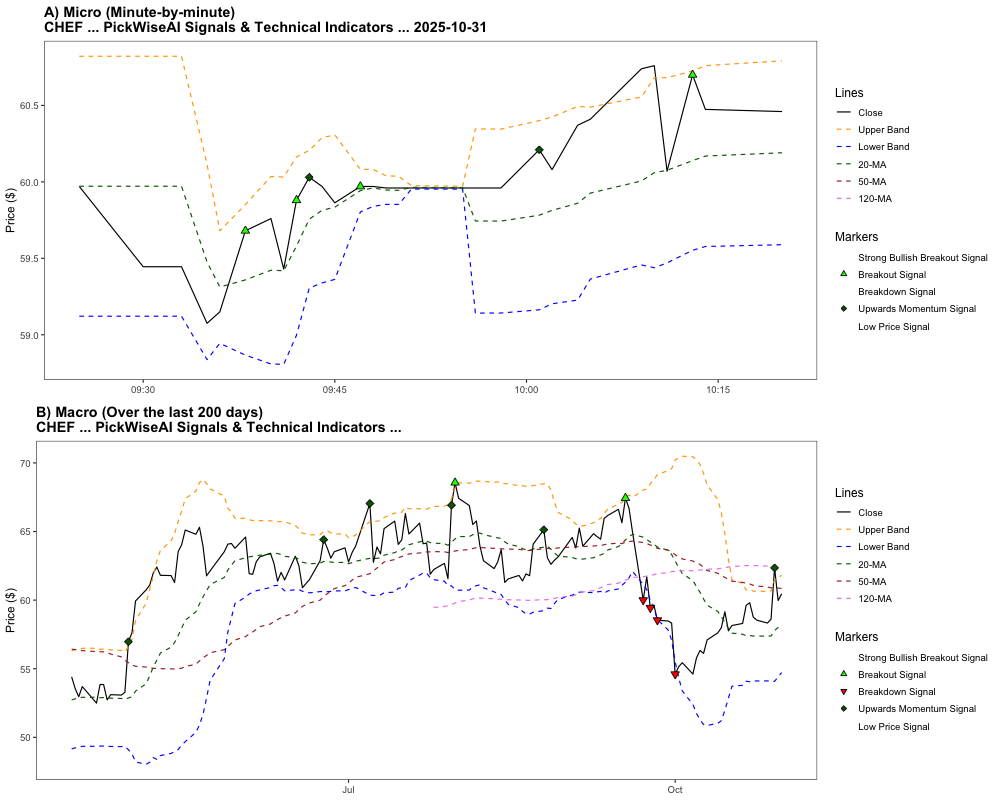 A) Micro (Minute-by-minute)
CHEF ... PickWiseAI Signals & Technical Indicators ... 2025-10-31
Price ($)
60.5
60.0
59.5
59.0
09:30
09:45
10:00
10:15
Lines
Close
Upper Band
Lower Band
20-MA
50-MA
120-MA
Markers
Strong Bullish Breakout Signal
Breakout Signal
Breakdown Signal
Upwards Momentum Signal
Low Price Signal
B) Macro (Over the last 200 days)
CHEF ... PickWiseAI Signals & Technical Indicators ...
Price ($)
70
65
60
55
50
Jul
Oct
Lines
Close
Upper Band
Lower Band
20-MA
50-MA
120-MA
Markers
Strong Bullish Breakout Signal
Breakout Signal
Breakdown Signal
Upwards Momentum Signal
Low Price Signal